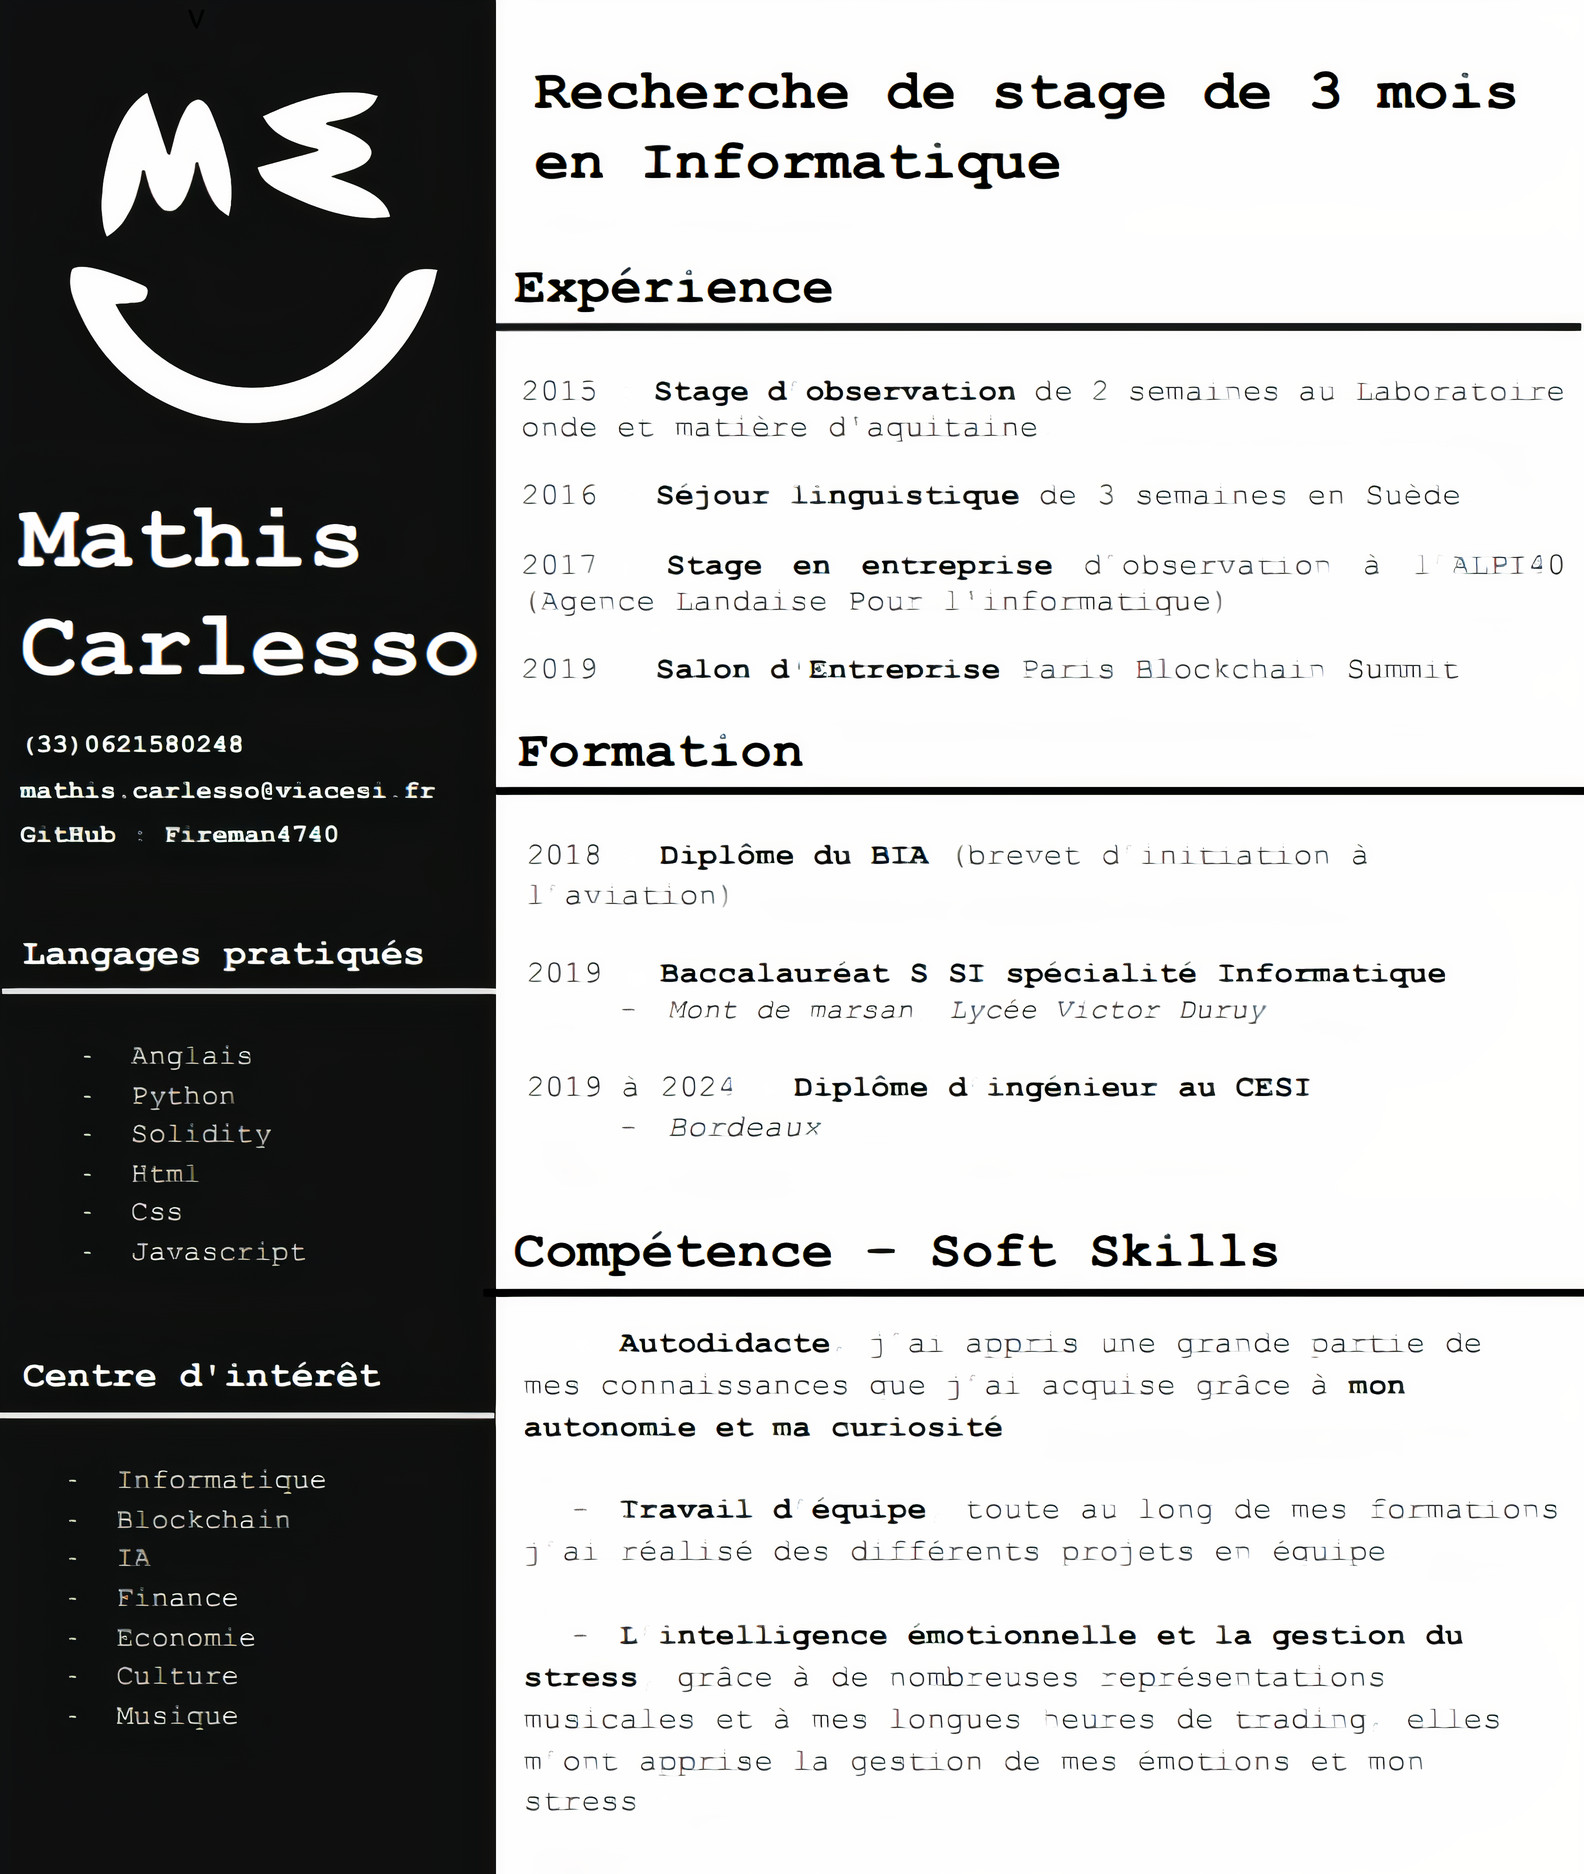 V
ME
Mathis
Carlesso
(33)0621580248
mathis.carlesso@viacesi.fr
GitHub : Fireman4740
Langages pratiqués
- Anglais
- Python
- Solidity
- Html
- Css
- Javascript
Centre d'intérêt
- Informatique
- Blockchain
- IA
- Finance
- Economie
- Culture
- Musique
Recherche de stage de 3 mois
en Informatique
Expérience
2015 Stage d'observation de 2 semaines au Laboratoire
onde et matière d'aquitaine
2016 Séjour linguistique de 3 semaines en Suède
2017 Stage en entreprise d'observation à l'ALPI40
(Agence Landaise Pour l'informatique)
2019 Salon d'Entreprise Paris Blockchain Summit
Formation
2018 Diplôme du BIA (brevet d'initiation à
l'aviation)
2019 Baccalauréat S SI spécialité Informatique
- Mont de marsan Lycée Victor Duruy
2019 à 2024 Diplôme d'ingénieur au CESI
- Bordeaux
Compétence - Soft Skills
Autodidacte, j'ai appris une grande partie de
mes connaissances que j'ai acquise grâce à mon
autonomie et ma curiosité
- Travail d'équipe toute au long de mes formations
j'ai réalisé des différents projets en équipe
- L'intelligence émotionnelle et la gestion du
stress grâce à de nombreuses représentations
musicales et à mes longues heures de trading, elles
m'ont apprise la gestion de mes émotions et mon
stress